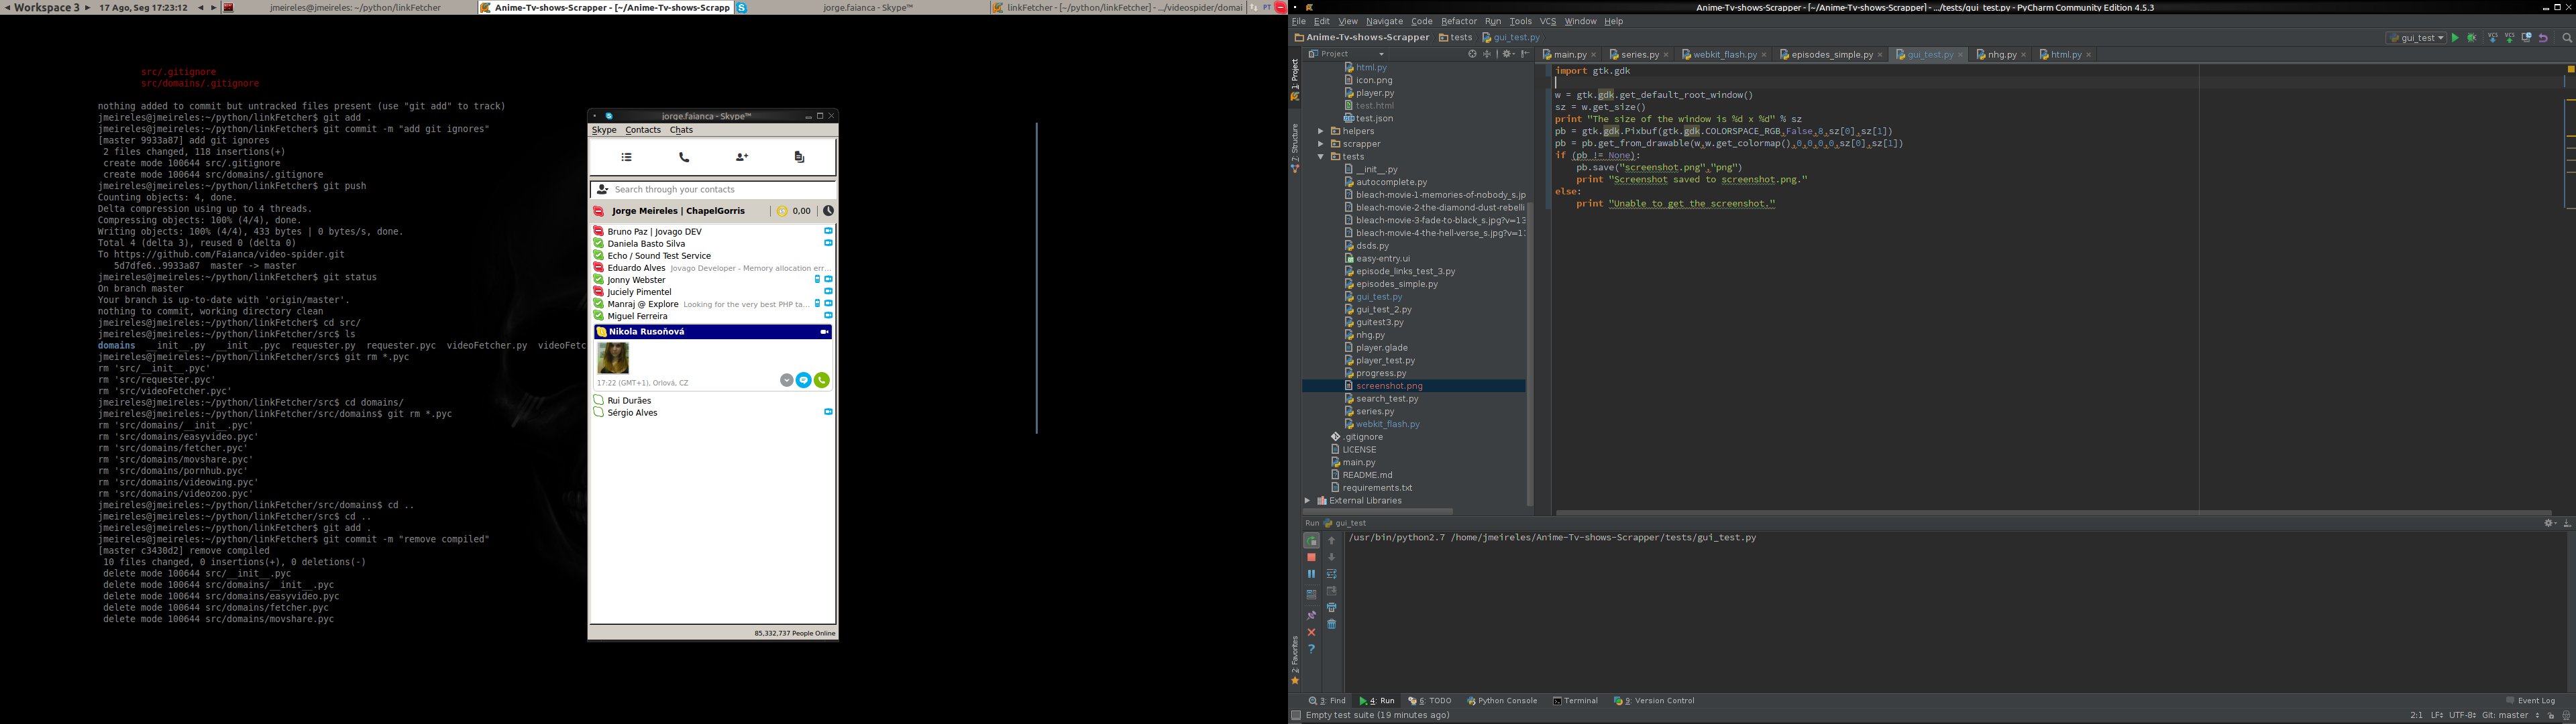 Workspace 3
17 Ago, Seg 17:23:12
jmeireles@jmeireles: ~/python/linkFetcher
Anime-Tv-shows-Scrapper - [~/Anime-Tv-shows-Scrapp
jorge.faianca - Skype™
linkFetcher - [~/python/linkFetcher] - .../videospider/domai
PT
src/.gitignore
src/domains/.gitignore
nothing added to commit but untracked files present (use "git add" to track)
jmeireles@jmeireles:~/python/linkFetcher$ git add .
jmeireles@jmeireles:~/python/linkFetcher$ git commit -m "add git ignores"
[master 9933a87] add git ignores
2 files changed, 118 insertions(+)
create mode 100644 src/.gitignore
create mode 100644 src/domains/.gitignore
jmeireles@jmeireles:~/python/linkFetcher$ git push
Counting objects: 4, done.
Delta compression using up to 4 threads.
Compressing objects: 100% (4/4), done.
Writing objects: 100% (4/4), 433 bytes | 0 bytes/s, done.
Total 4 (delta 3), reused 0 (delta 0)
To https://github.com/Faianca/video-spider.git
5d7dfe6..9933a87  master -> master
jmeireles@jmeireles:~/python/linkFetcher$ git status
On branch master
Your branch is up-to-date with 'origin/master'.
nothing to commit, working directory clean
jmeireles@jmeireles:~/python/linkFetcher$ cd src/
jmeireles@jmeireles:~/python/linkFetcher/src$ ls
domains  __init__.py  __init__.pyc  requester.py  requester.pyc  videoFetcher.py  videoFetc
jmeireles@jmeireles:~/python/linkFetcher/src$ git rm *.pyc
rm 'src/__init__.pyc'
rm 'src/requester.pyc'
rm 'src/videoFetcher.pyc'
jmeireles@jmeireles:~/python/linkFetcher/src$ cd domains/
jmeireles@jmeireles:~/python/linkFetcher/src/domains$ git rm *.pyc
rm 'src/domains/__init__.pyc'
rm 'src/domains/easyvideo.pyc'
rm 'src/domains/fetcher.pyc'
rm 'src/domains/movshare.pyc'
rm 'src/domains/pornhub.pyc'
rm 'src/domains/videowing.pyc'
rm 'src/domains/videozoo.pyc'
jmeireles@jmeireles:~/python/linkFetcher/src/domains$ cd ..
jmeireles@jmeireles:~/python/linkFetcher/src$ cd ..
jmeireles@jmeireles:~/python/linkFetcher$ git add .
jmeireles@jmeireles:~/python/linkFetcher$ git commit -m "remove compiled"
[master c3430d2] remove compiled
10 files changed, 0 insertions(+), 0 deletions(-)
delete mode 100644 src/__init__.pyc
delete mode 100644 src/domains/__init__.pyc
delete mode 100644 src/domains/easyvideo.pyc
delete mode 100644 src/domains/fetcher.pyc
delete mode 100644 src/domains/movshare.pyc
jorge.faianca - Skype™
Skype Contacts Chats
Search through your contacts
Jorge Meireles | ChapelGorris 0,00
Bruno Paz | Jovago DEV
Daniela Basto Silva
Echo / Sound Test Service
Eduardo Alves Jovago Developer - Memory allocation err...
Jonny Webster
Juciely Pimentel
Manraj @ Explore Looking for the very best PHP ta...
Miguel Ferreira
Nikola Rusoňová
17:22 (GMT+1), Orlová, CZ
Rui Durães
Sérgio Alves
85,332,737 People Online
Anime-Tv-shows-Scrapper - [~/Anime-Tv-shows-Scrapper] - .../tests/gui_test.py - PyCharm Community Edition 4.5.3
File Edit View Navigate Code Refactor Run Tools VCS Window Help
Anime-Tv-shows-Scrapper tests gui_test.py
gui_test
VCS VCS
1: Project
7: Structure
2: Favorites
Project
html.py
icon.png
player.py
test.html
test.json
helpers
scrapper
tests
__init__.py
autocomplete.py
bleach-movie-1-memories-of-nobody_s.jp
bleach-movie-2-the-diamond-dust-rebelli
bleach-movie-3-fade-to-black_s.jpg?v=13
bleach-movie-4-the-hell-verse_s.jpg?v=13
dsds.py
easy-entry.ui
episode_links_test_3.py
episodes_simple.py
gui_test.py
gui_test_2.py
guitest3.py
nhg.py
player.glade
player_test.py
progress.py
screenshot.png
search_test.py
series.py
webkit_flash.py
.gitignore
LICENSE
main.py
README.md
requirements.txt
External Libraries
main.py series.py webkit_flash.py episodes_simple.py gui_test.py nhg.py html.py
import gtk.gdk
w = gtk.gdk.get_default_root_window()
sz = w.get_size()
print "The size of the window is %d x %d" % sz
pb = gtk.gdk.Pixbuf(gtk.gdk.COLORSPACE_RGB,False,8,sz[0],sz[1])
pb = pb.get_from_drawable(w,w.get_colormap(),0,0,0,0,sz[0],sz[1])
if (pb != None):
pb.save("screenshot.png","png")
print "Screenshot saved to screenshot.png."
else:
print "Unable to get the screenshot."
Run gui_test
/usr/bin/python2.7 /home/jmeireles/Anime-Tv-shows-Scrapper/tests/gui_test.py
3: Find 4: Run 6: TODO Python Console Terminal 9: Version Control Event Log
Empty test suite (19 minutes ago) 2:1 LF UTF-8 Git: master